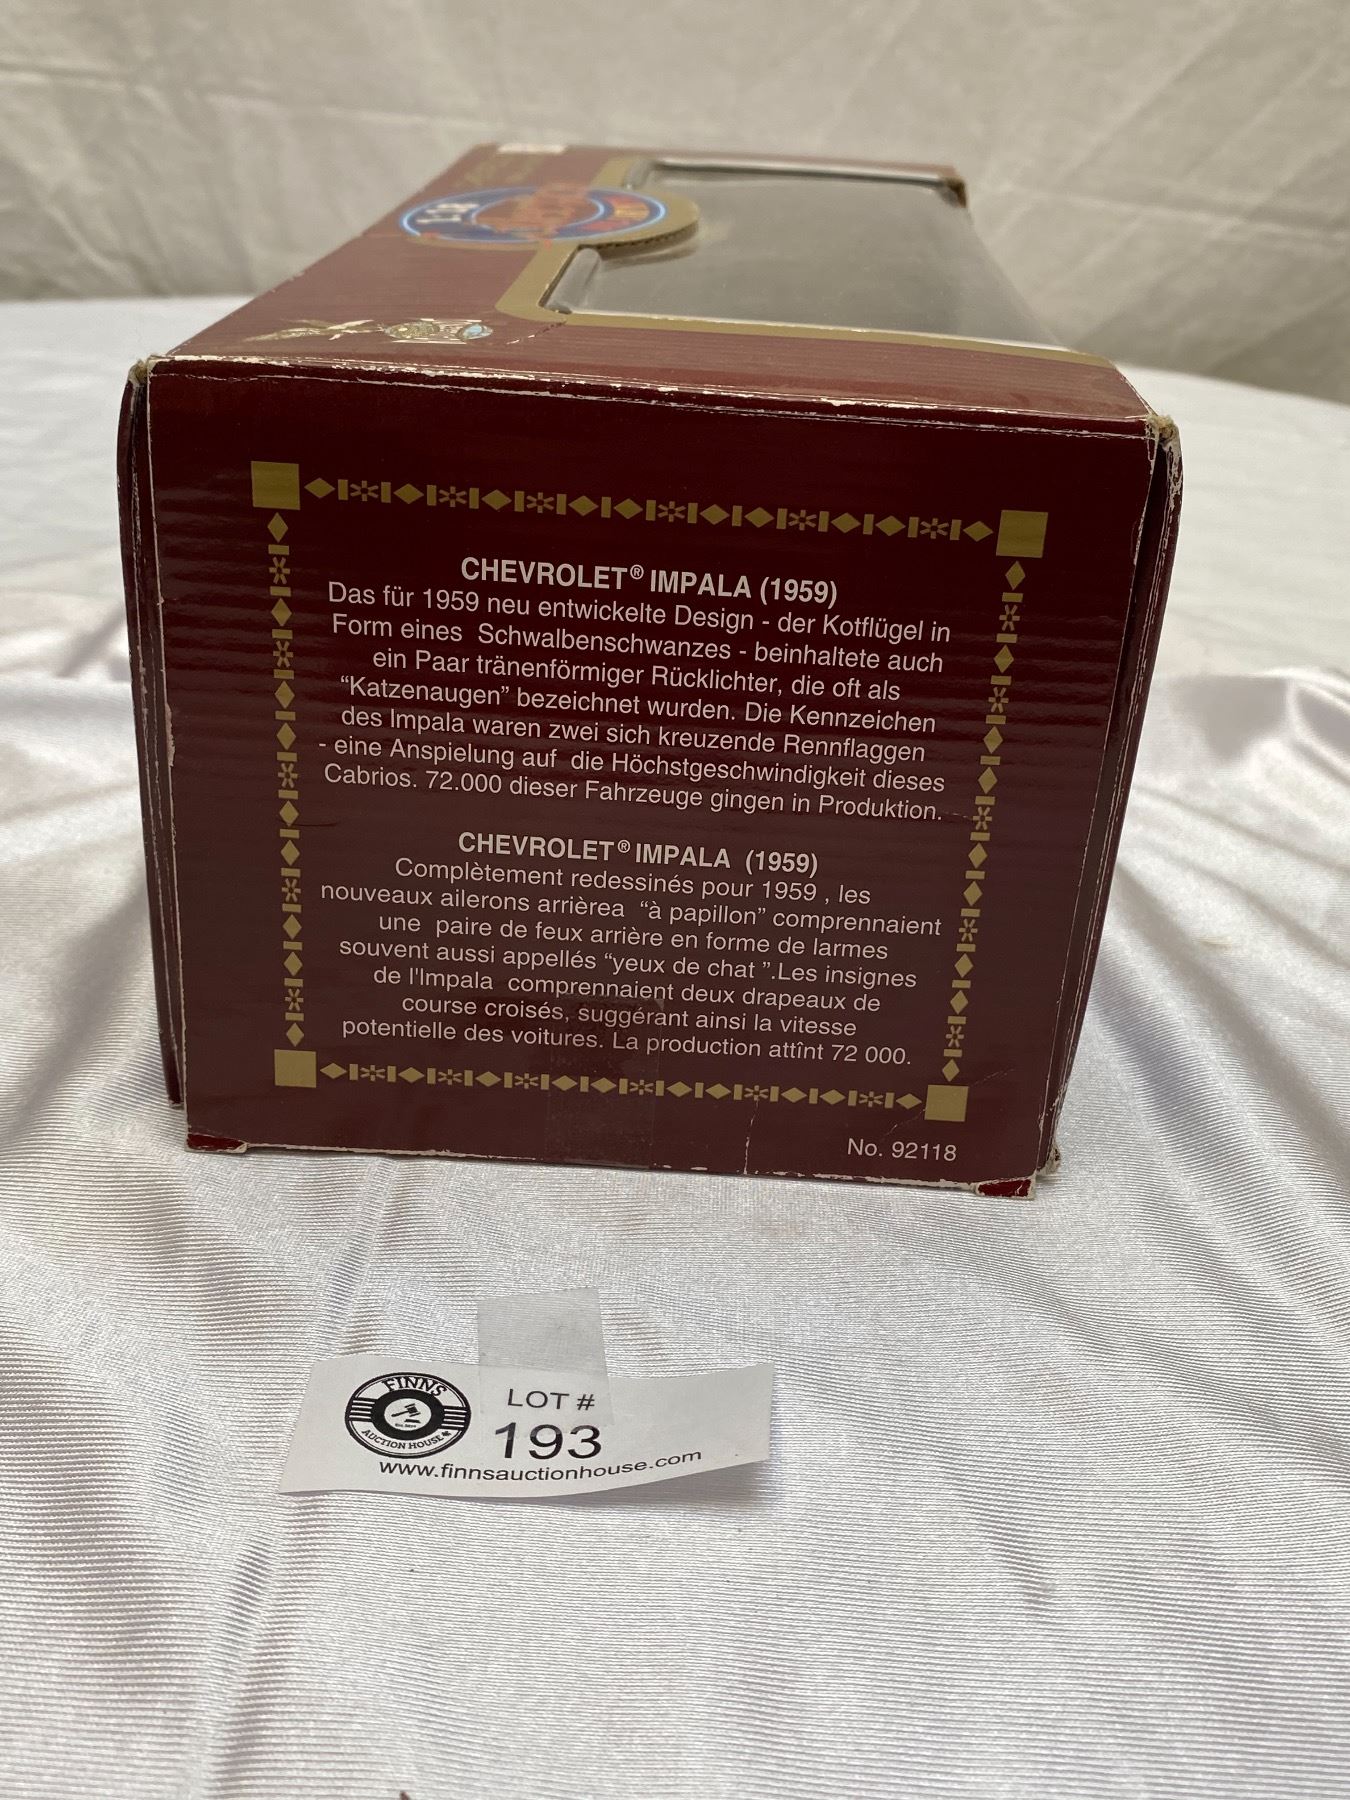 1:18
CHEVROLET® IMPALA (1959)
Das für 1959 neu entwickelte Design - der Kotflügel in
Form eines Schwalbenschwanzes - beinhaltete auch
ein Paar tränenförmiger Rücklichter, die oft als
“Katzenaugen” bezeichnet wurden. Die Kennzeichen
des Impala waren zwei sich kreuzende Rennflaggen
- eine Anspielung auf die Höchstgeschwindigkeit dieses
Cabrios. 72.000 dieser Fahrzeuge gingen in Produktion.
CHEVROLET® IMPALA (1959)
Complètement redessinés pour 1959 , les
nouveaux ailerons arrièrea “à papillon” comprennaient
une paire de feux arrière en forme de larmes
souvent aussi appellés “yeux de chat ”.Les insignes
de l'Impala comprennaient deux drapeaux de
course croisés, suggérant ainsi la vitesse
potentielle des voitures. La production attînt 72 000.
No. 92118
FINNS
AUCTION HOUSE
LOT #
193
www.finnsauctionhouse.com